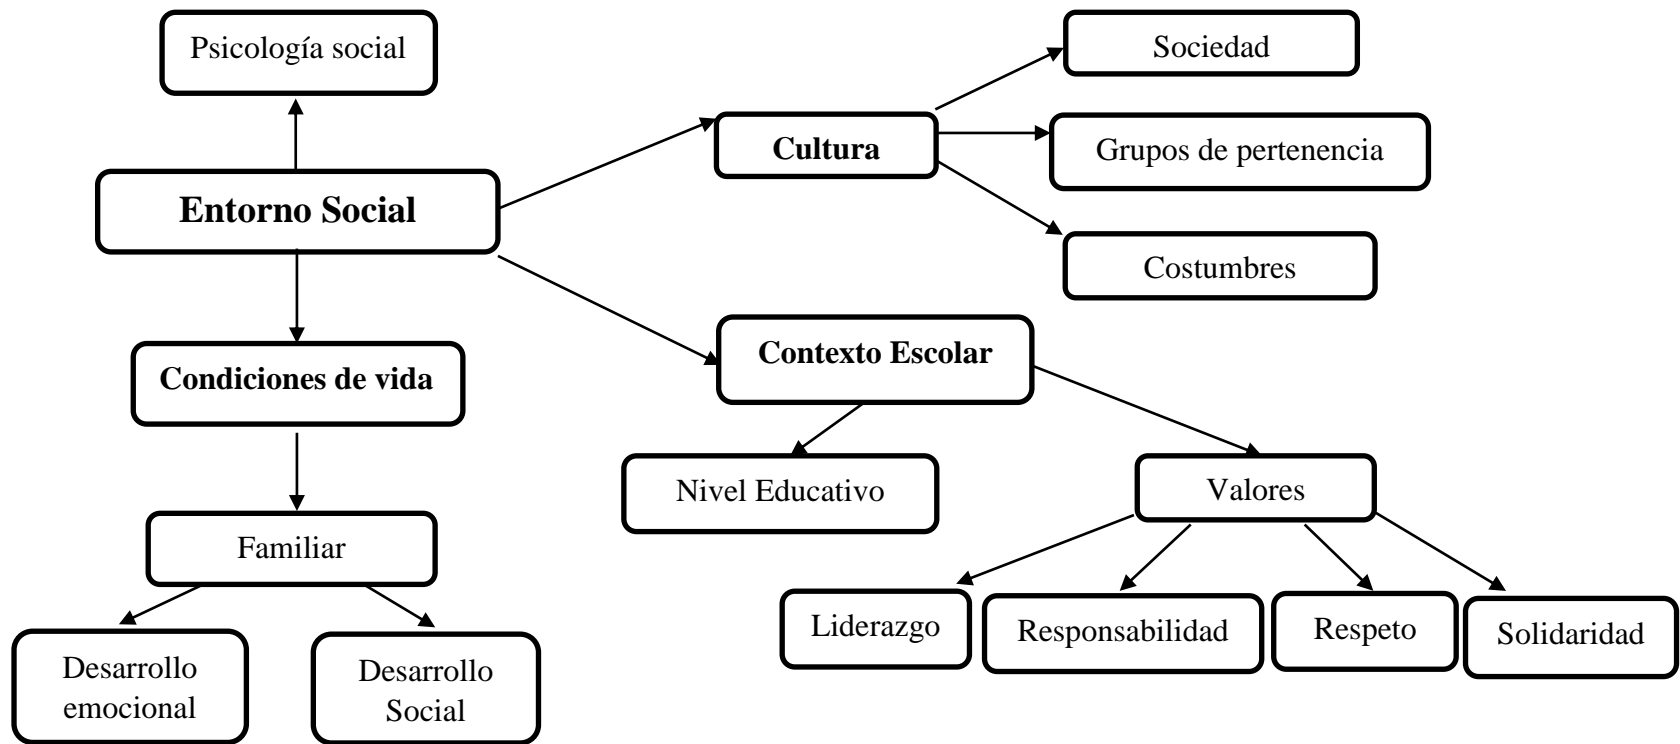 Psicología social
Sociedad
Cultura
Grupos de pertenencia
Entorno Social
Costumbres
Contexto Escolar
Condiciones de vida
Nivel Educativo
Valores
Familiar
Liderazgo
Responsabilidad
Respeto
Solidaridad
Desarrollo
emocional
Desarrollo
Social